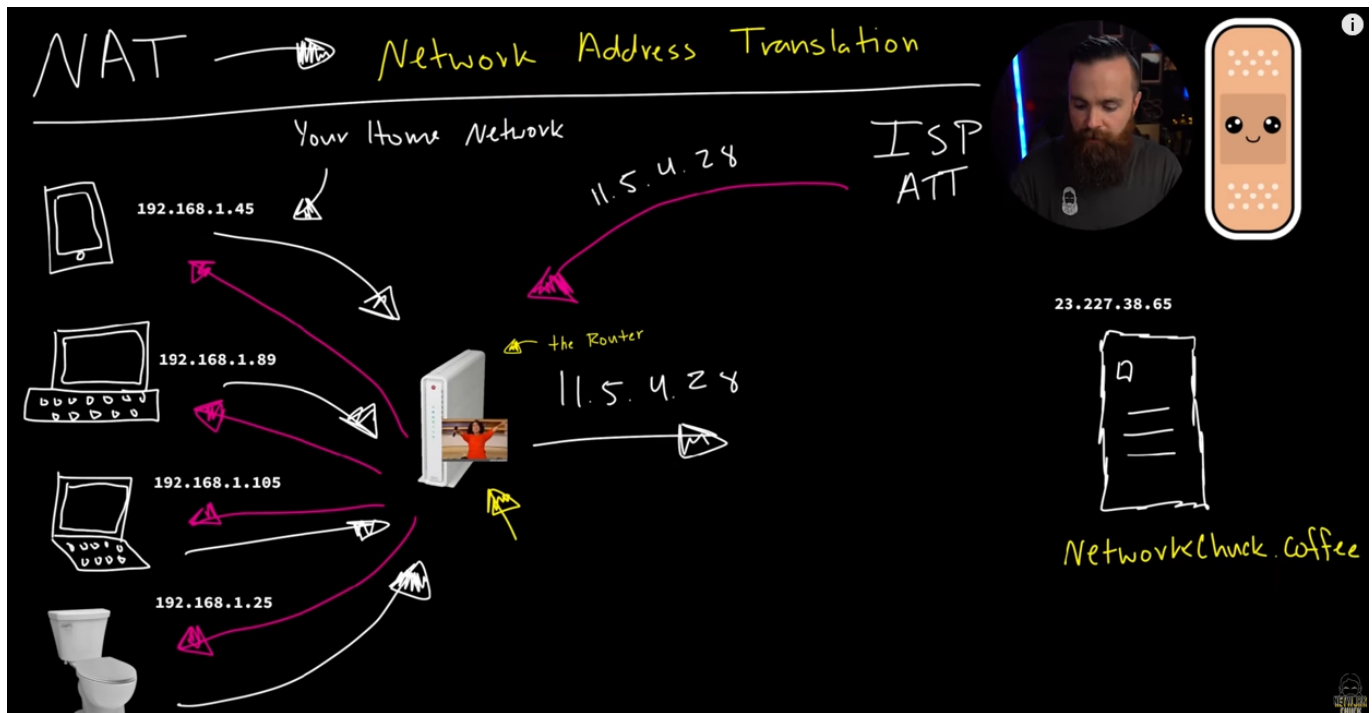 NAT → Network Address Translation
Your Home Network
ISP
ATT
11.5.4.28
192.168.1.45
23.227.38.65
the Router
192.168.1.89
11.5.4.28
192.168.1.105
NetworkChuck.Coffee
192.168.1.25
NETWORK
CHUCK